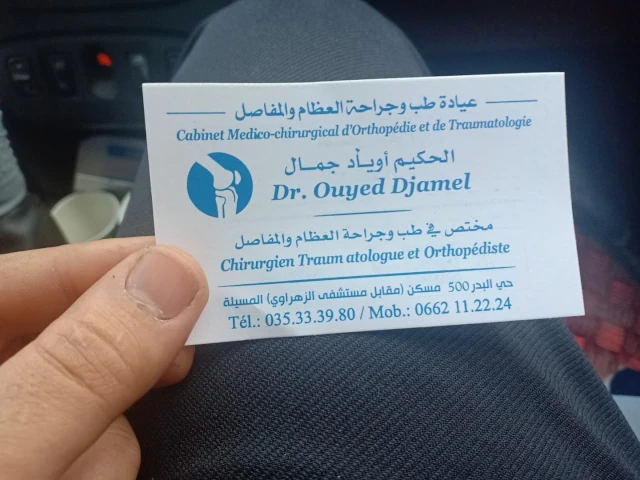 عيادة طب وجراحة العظام والمفاصل
Cabinet Medico-chirurgical d'Orthopédie et de Traumatologie
الحكيم أويأد جمال
Dr. Ouyed Djamel
مختص في طب وجراحة العظام والمفاصل
Chirurgien Traum atologue et Orthopédiste
حي البدر 500 مسكن (مقابل مستشفى الزهراوي) المسيلة
Tél.: 035.33.39.80 / Mob.: 0662 11.22.24